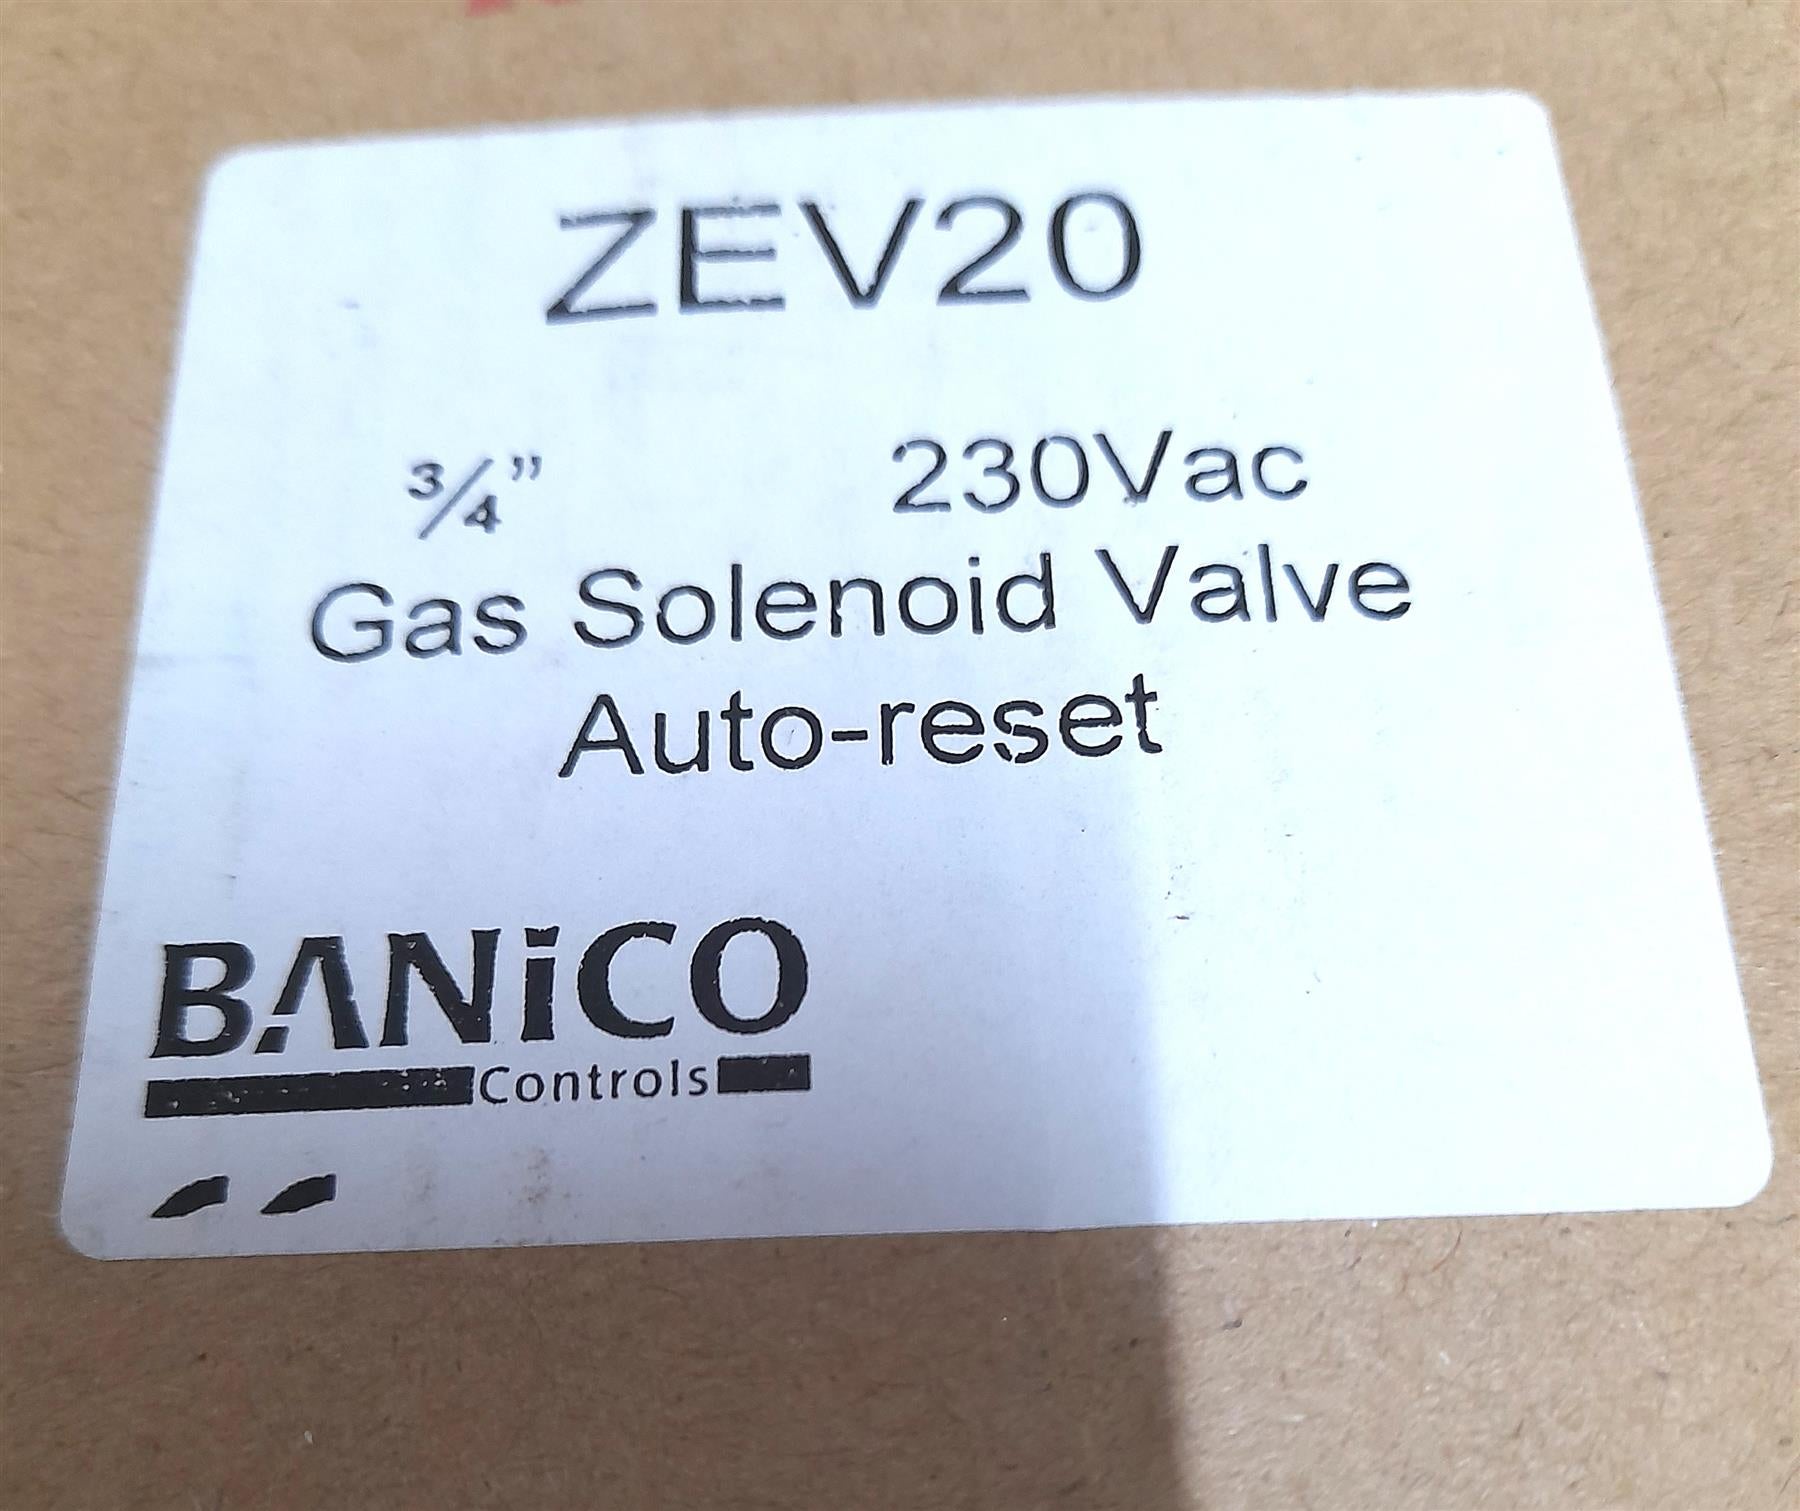 ZEV20
¾” 230Vac
Gas Solenoid Valve
Auto-reset
BANiCO
Controls